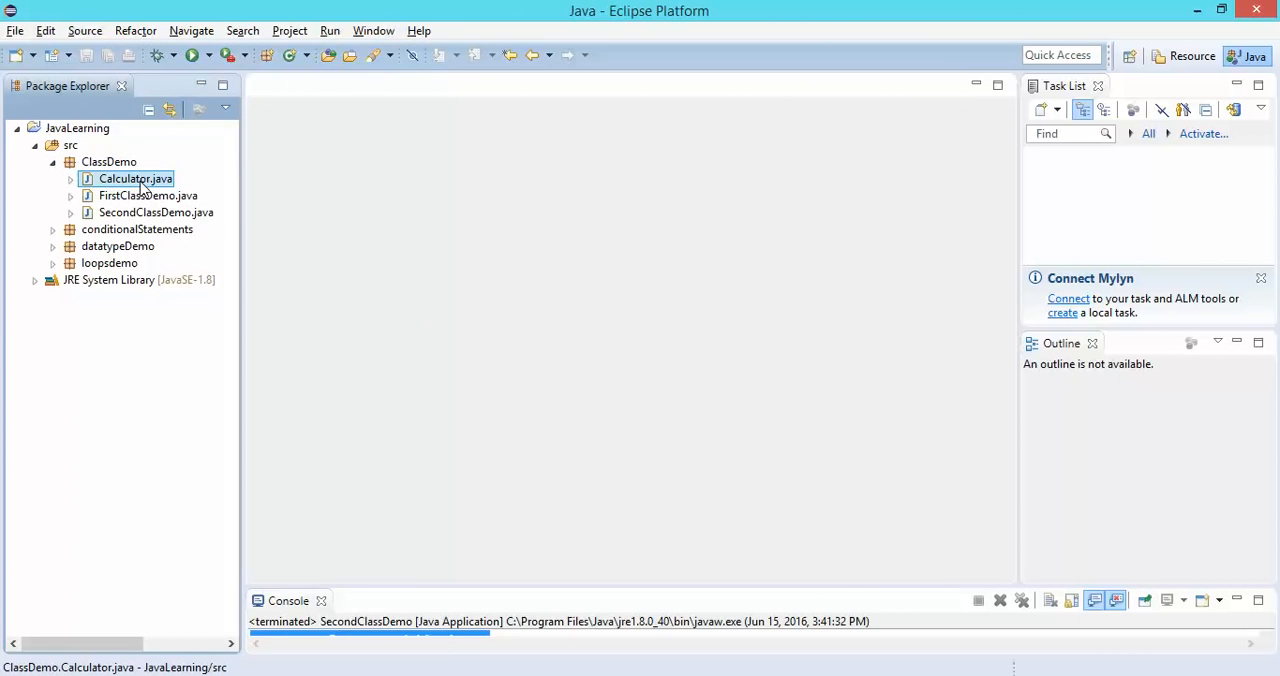 Java - Eclipse Platform
File Edit Source Refactor Navigate Search Project Run Window Help
Quick Access Resource Java
Package Explorer
JavaLearning
src
ClassDemo
Calculator.java
FirstClassDemo.java
SecondClassDemo.java
conditionalStatements
datatypeDemo
loopsdemo
JRE System Library [JavaSE-1.8]
Task List
Find All Activate...
Connect Mylyn
Connect to your task and ALM tools or
create a local task.
Outline
An outline is not available.
Console
<terminated> SecondClassDemo [Java Application] C:\Program Files\Java\jre1.8.0_40\bin\javaw.exe (Jun 15, 2016, 3:41:32 PM)
ClassDemo.Calculator.java - JavaLearning/src